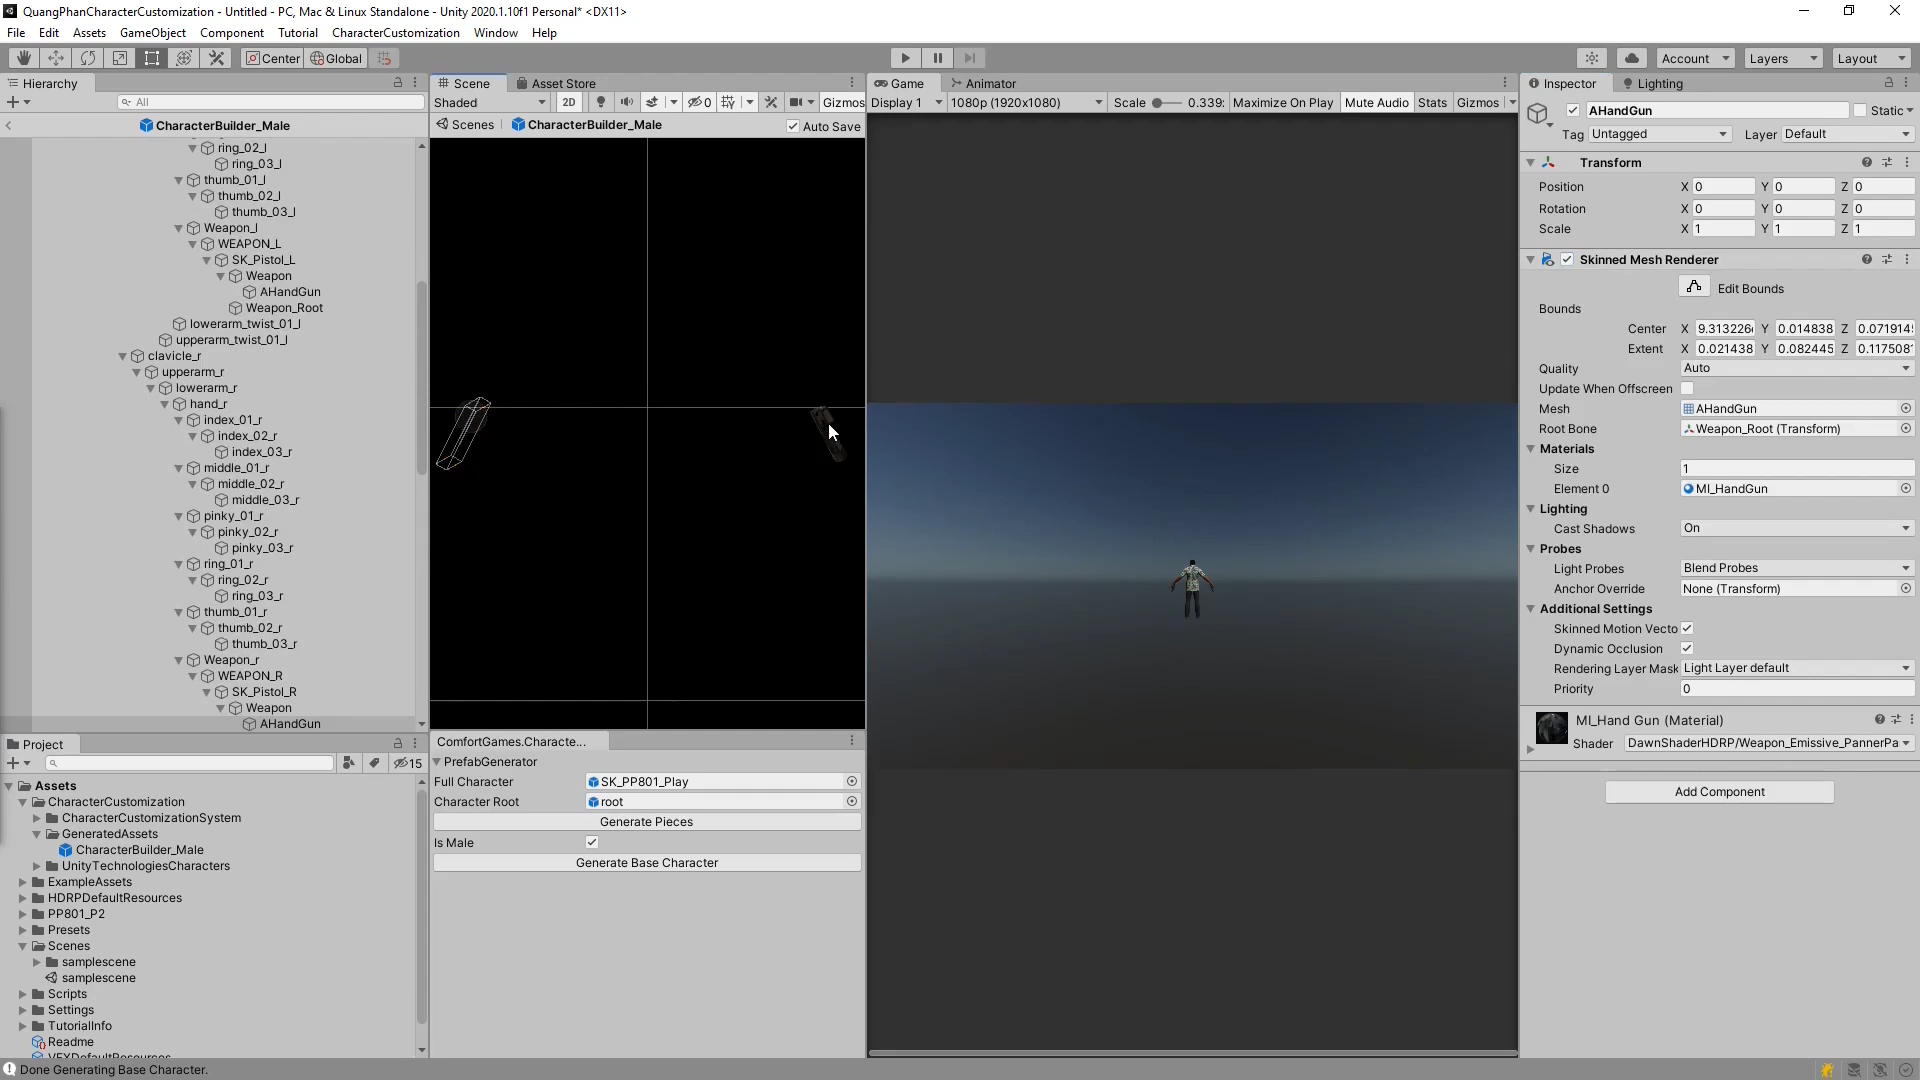 QuangPhanCharacterCustomization - Untitled - PC, Mac & Linux Standalone - Unity 2020.1.10f1 Personal* <DX11>
File Edit Assets GameObject Component Tutorial CharacterCustomization Window Help
Center Global Account Layers Layout
Hierarchy
All
CharacterBuilder_Male
ring_02_l
ring_03_l
thumb_01_l
thumb_02_l
thumb_03_l
Weapon_l
WEAPON_L
SK_Pistol_L
Weapon
AHandGun
Weapon_Root
lowerarm_twist_01_l
upperarm_twist_01_l
clavicle_r
upperarm_r
lowerarm_r
hand_r
index_01_r
index_02_r
index_03_r
middle_01_r
middle_02_r
middle_03_r
pinky_01_r
pinky_02_r
pinky_03_r
ring_01_r
ring_02_r
ring_03_r
thumb_01_r
thumb_02_r
thumb_03_r
Weapon_r
WEAPON_R
SK_Pistol_R
Weapon
AHandGun
Project
15
Assets
CharacterCustomization
CharacterCustomizationSystem
GeneratedAssets
CharacterBuilder_Male
UnityTechnologiesCharacters
ExampleAssets
HDRPDefaultResources
PP801_P2
Presets
Scenes
samplescene
samplescene
Scripts
Settings
TutorialInfo
Readme
VFXDefaultResources
Done Generating Base Character.
Scene Asset Store
Shaded 2D 0 Gizmos
Scenes CharacterBuilder_Male Auto Save
ComfortGames.Characte...
PrefabGenerator
Full Character SK_PP801_Play
Character Root root
Generate Pieces
Is Male
Generate Base Character
Game Animator
Display 1 1080p (1920x1080) Scale 0.339: Maximize On Play Mute Audio Stats Gizmos
Inspector Lighting
AHandGun Static
Tag Untagged Layer Default
Transform
Position X 0 Y 0 Z 0
Rotation X 0 Y 0 Z 0
Scale X 1 Y 1 Z 1
Skinned Mesh Renderer
Edit Bounds
Bounds
Center X 9.313226 Y 0.014838 Z 0.071914
Extent X 0.021438 Y 0.082445 Z 0.117508
Quality Auto
Update When Offscreen
Mesh AHandGun
Root Bone Weapon_Root (Transform)
Materials
Size 1
Element 0 MI_HandGun
Lighting
Cast Shadows On
Probes
Light Probes Blend Probes
Anchor Override None (Transform)
Additional Settings
Skinned Motion Vecto
Dynamic Occlusion
Rendering Layer Mask Light Layer default
Priority 0
MI_Hand Gun (Material)
Shader DawnShaderHDRP/Weapon_Emissive_PannerPa
Add Component